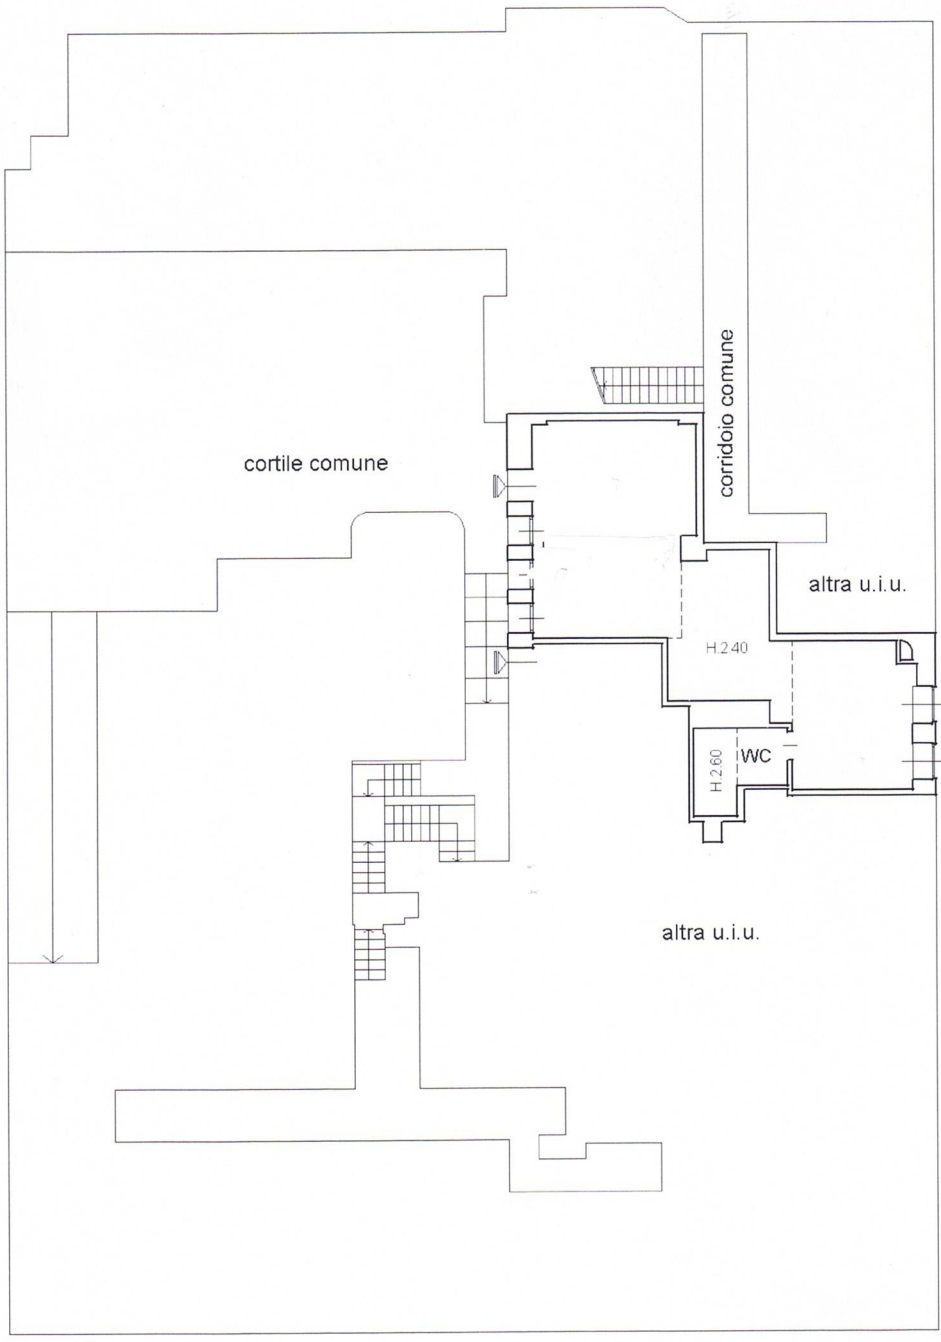 cortile comune
corridoio comune
altra u.i.u.
H.2.40
WC
H.2.60
altra u.i.u.